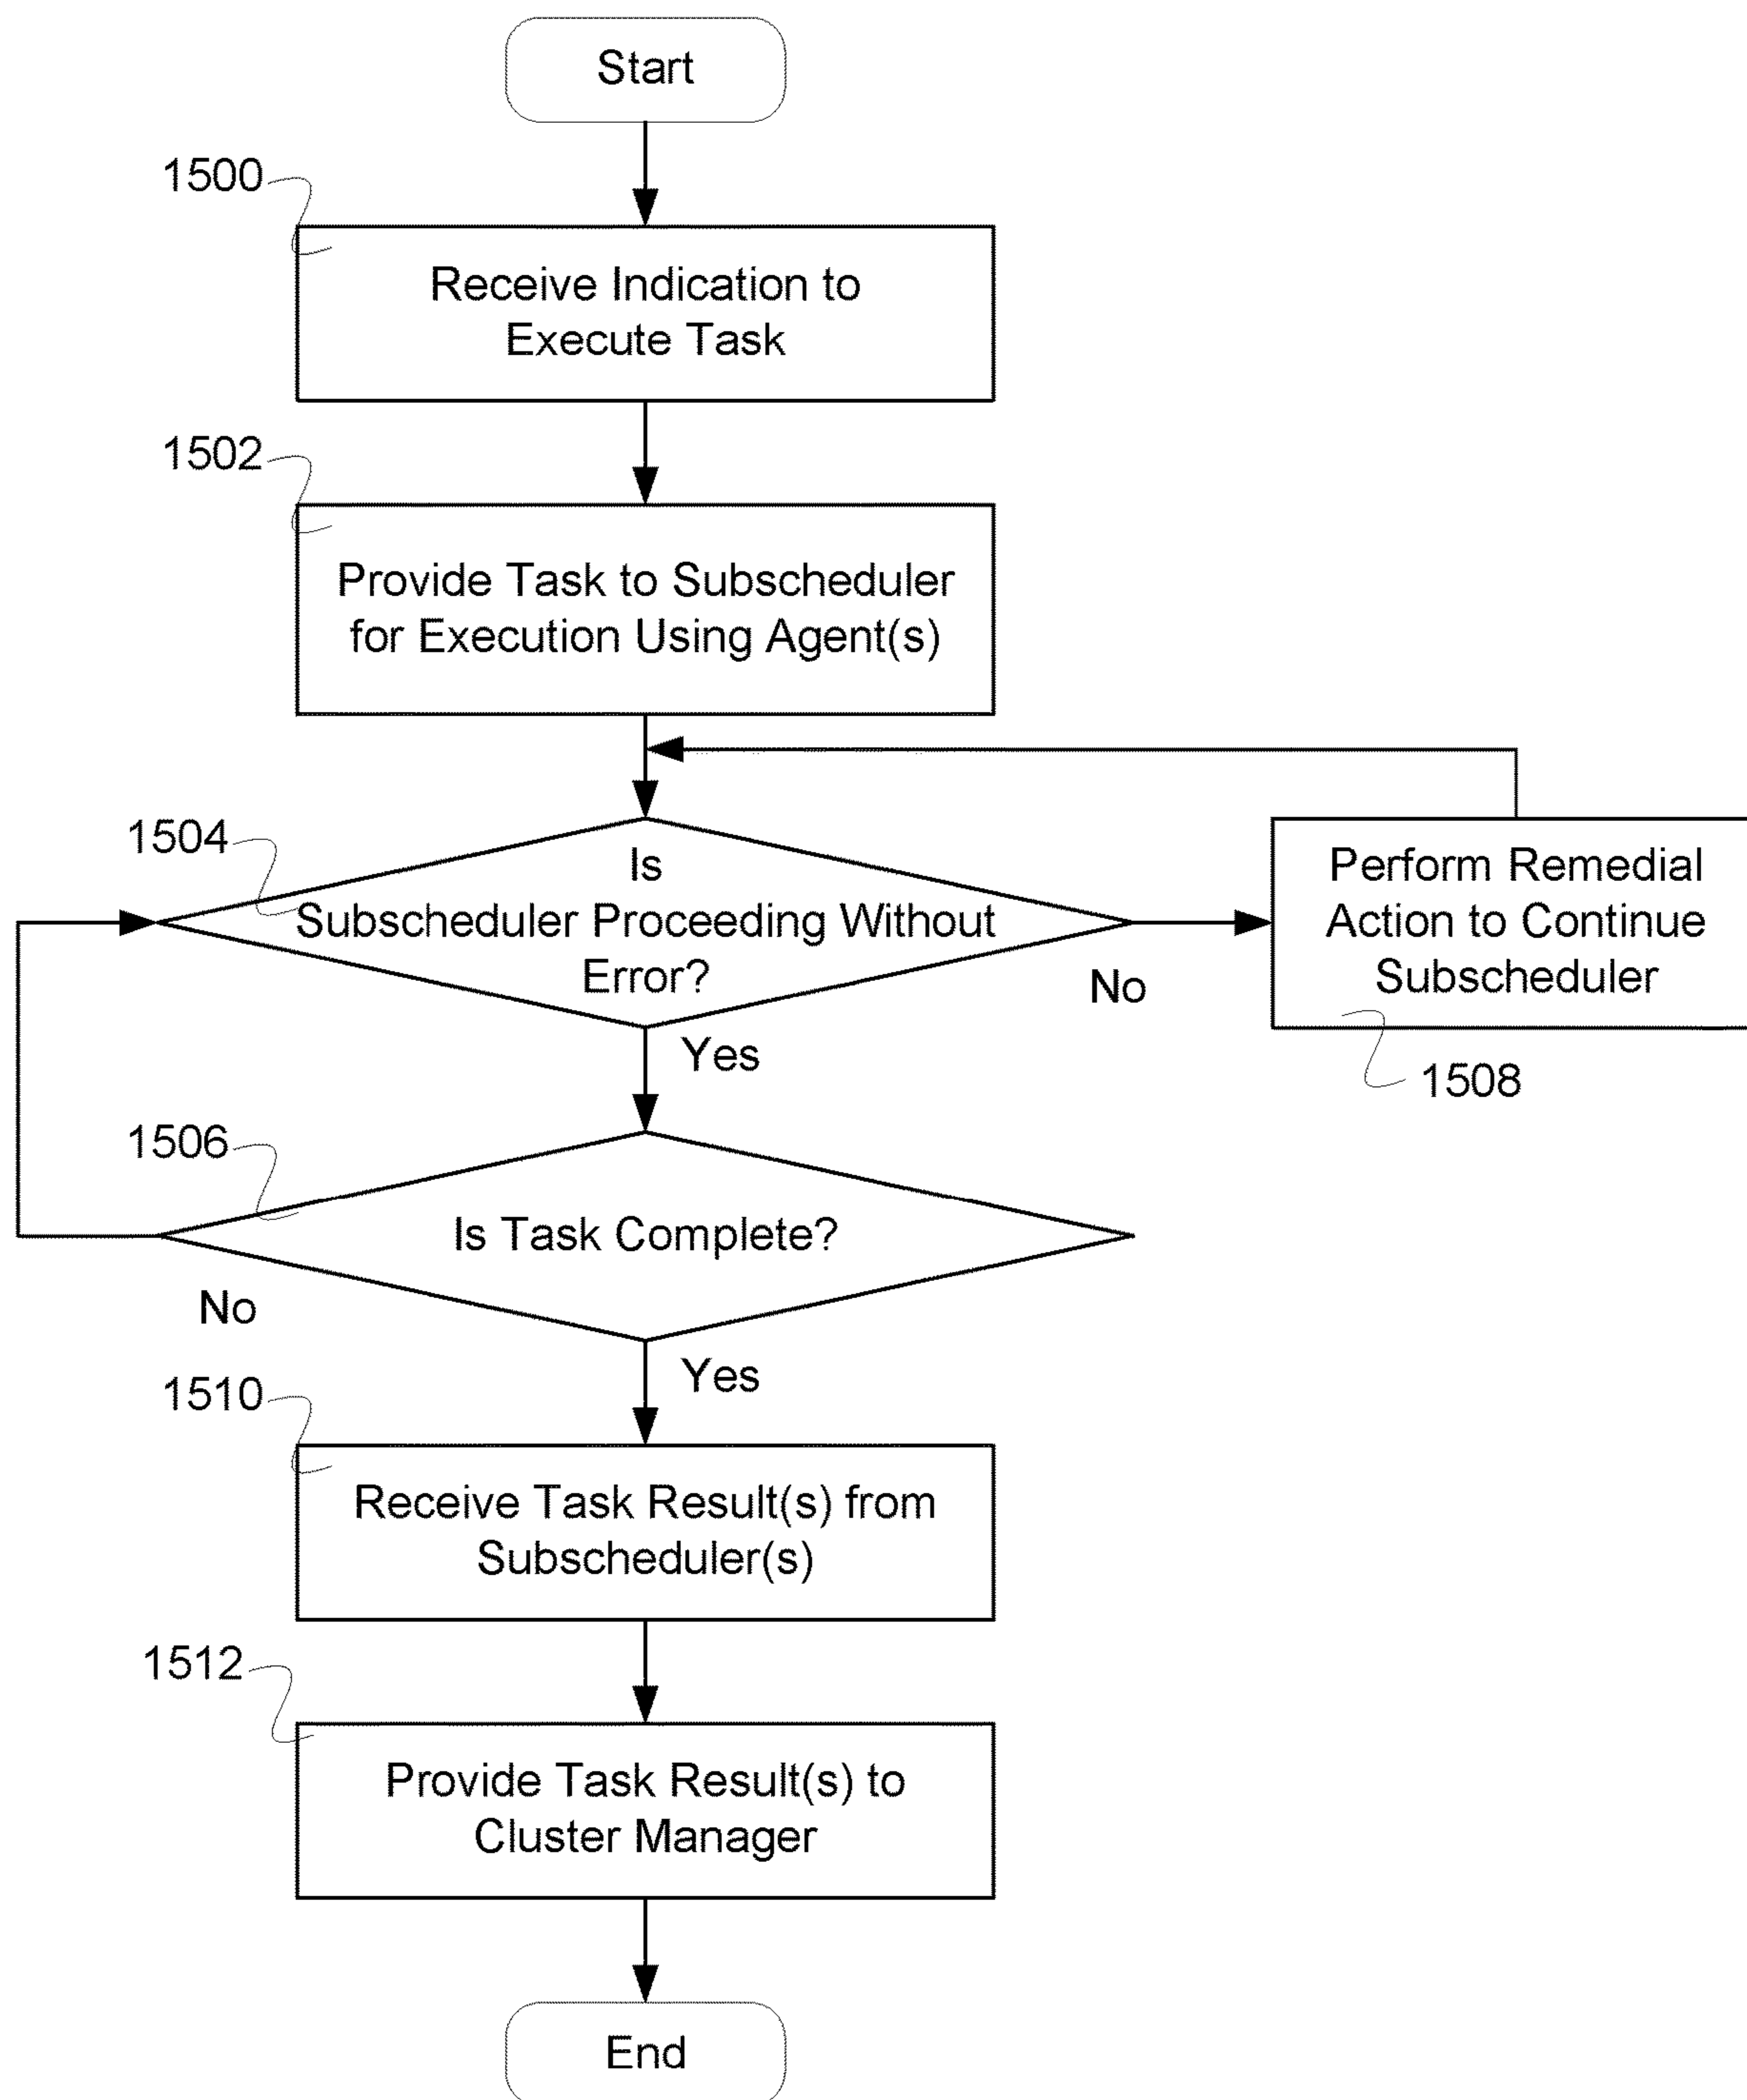 Start
1500
Receive Indication to
Execute Task
1502
Provide Task to Subscheduler
for Execution Using Agent(s)
1504
Is
Subscheduler Proceeding Without
Error?
No
Perform Remedial
Action to Continue
Subscheduler
1508
Yes
1506
Is Task Complete?
No
Yes
1510
Receive Task Result(s) from
Subscheduler(s)
1512
Provide Task Result(s) to
Cluster Manager
End